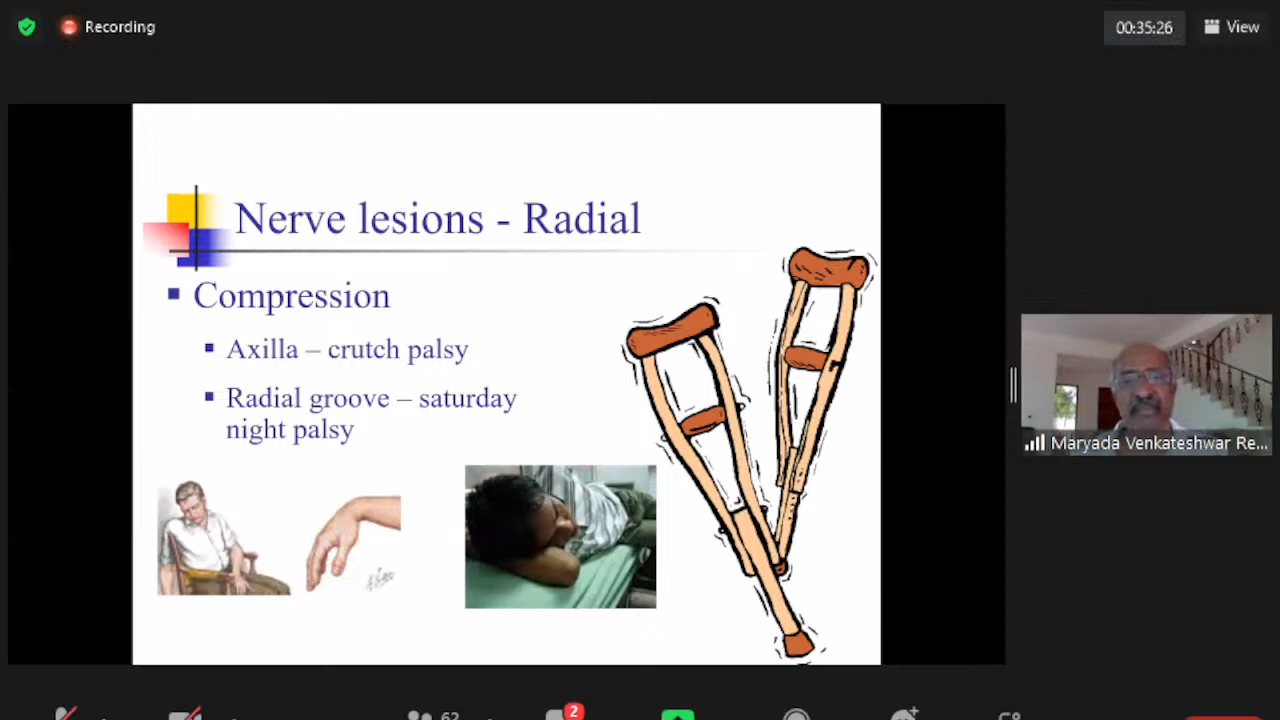 Recording
00:35:26
View
Nerve lesions - Radial
Compression
Axilla – crutch palsy
Radial groove – saturday
night palsy
Maryada Venkateshwar Re...
62
2